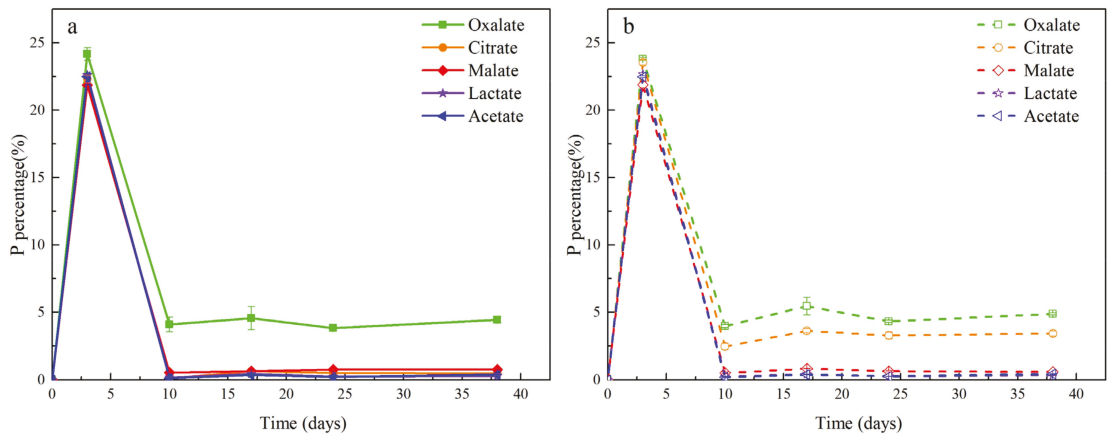 a
Oxalate
Citrate
Malate
Lactate
Acetate
P percentage(%)
25
20
15
10
5
0
0 5 10 15 20 25 30 35 40
Time (days)
b
Oxalate
Citrate
Malate
Lactate
Acetate
P percentage(%)
25
20
15
10
5
0
0 5 10 15 20 25 30 35 40
Time (days)